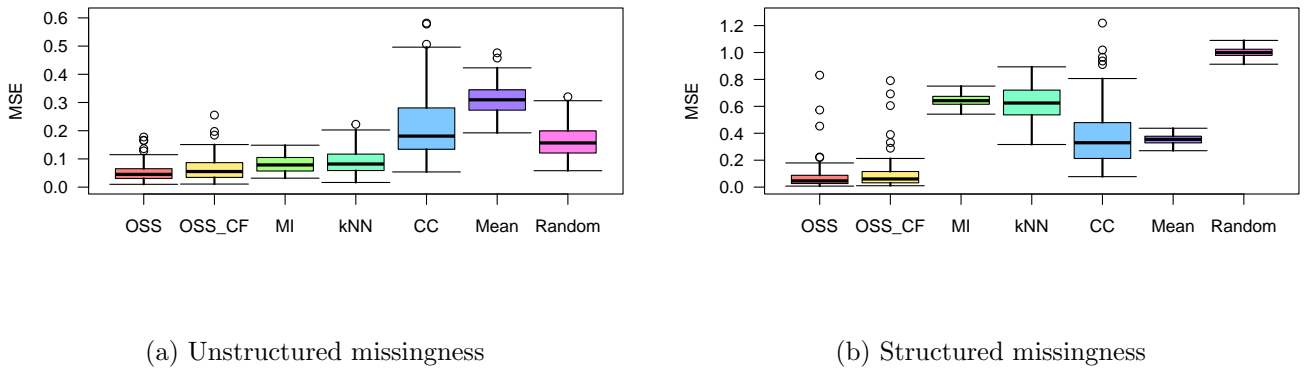 MSE
0.6
0.5
0.4
0.3
0.2
0.1
0.0
OSS OSS_CF MI kNN CC Mean Random
(a) Unstructured missingness
MSE
1.2
1.0
0.8
0.6
0.4
0.2
0.0
OSS OSS_CF MI kNN CC Mean Random
(b) Structured missingness